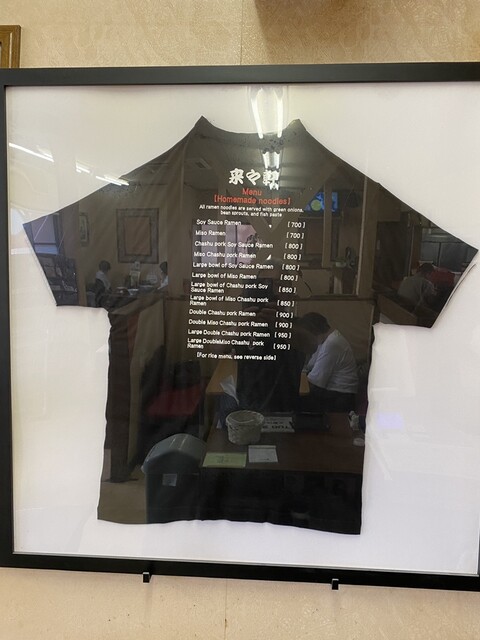 来々軒
Menu
[Homemade noodles]
All ramen noodles are served with green onions,
bean sprouts, and fish paste
Soy Sauce Ramen [ 700 ]
Miso Ramen [ 700 ]
Chashu pork Soy Sauce Ramen [ 800 ]
Miso Chashu pork Ramen [ 800 ]
Large bowl of Soy Sauce Ramen [ 800 ]
Large bowl of Miso Ramen [ 800 ]
Large bowl of Chashu pork Soy
Sauce Ramen [ 850 ]
Large bowl of Miso Chashu pork
Ramen [ 850 ]
Double Chashu pork Ramen [ 900 ]
Double Miso Chashu pork Ramen [ 900 ]
Large Double Chashu pork Ramen [ 950 ]
Large DoubleMiso Chashu pork
Ramen [ 950 ]
[For rice menu, see reverse side]